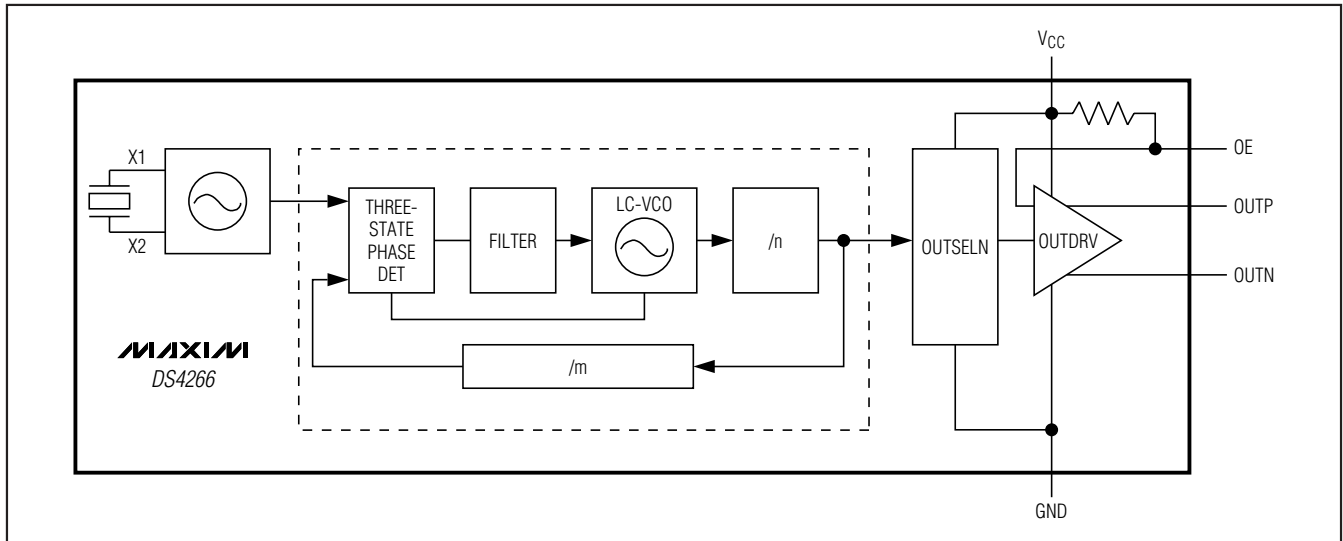 VCC
X1
X2
THREE-
STATE
PHASE
DET
FILTER
LC-VCO
/n
/m
OUTSELN
OUTDRV
OE
OUTP
OUTN
MAXIM
DS4266
GND